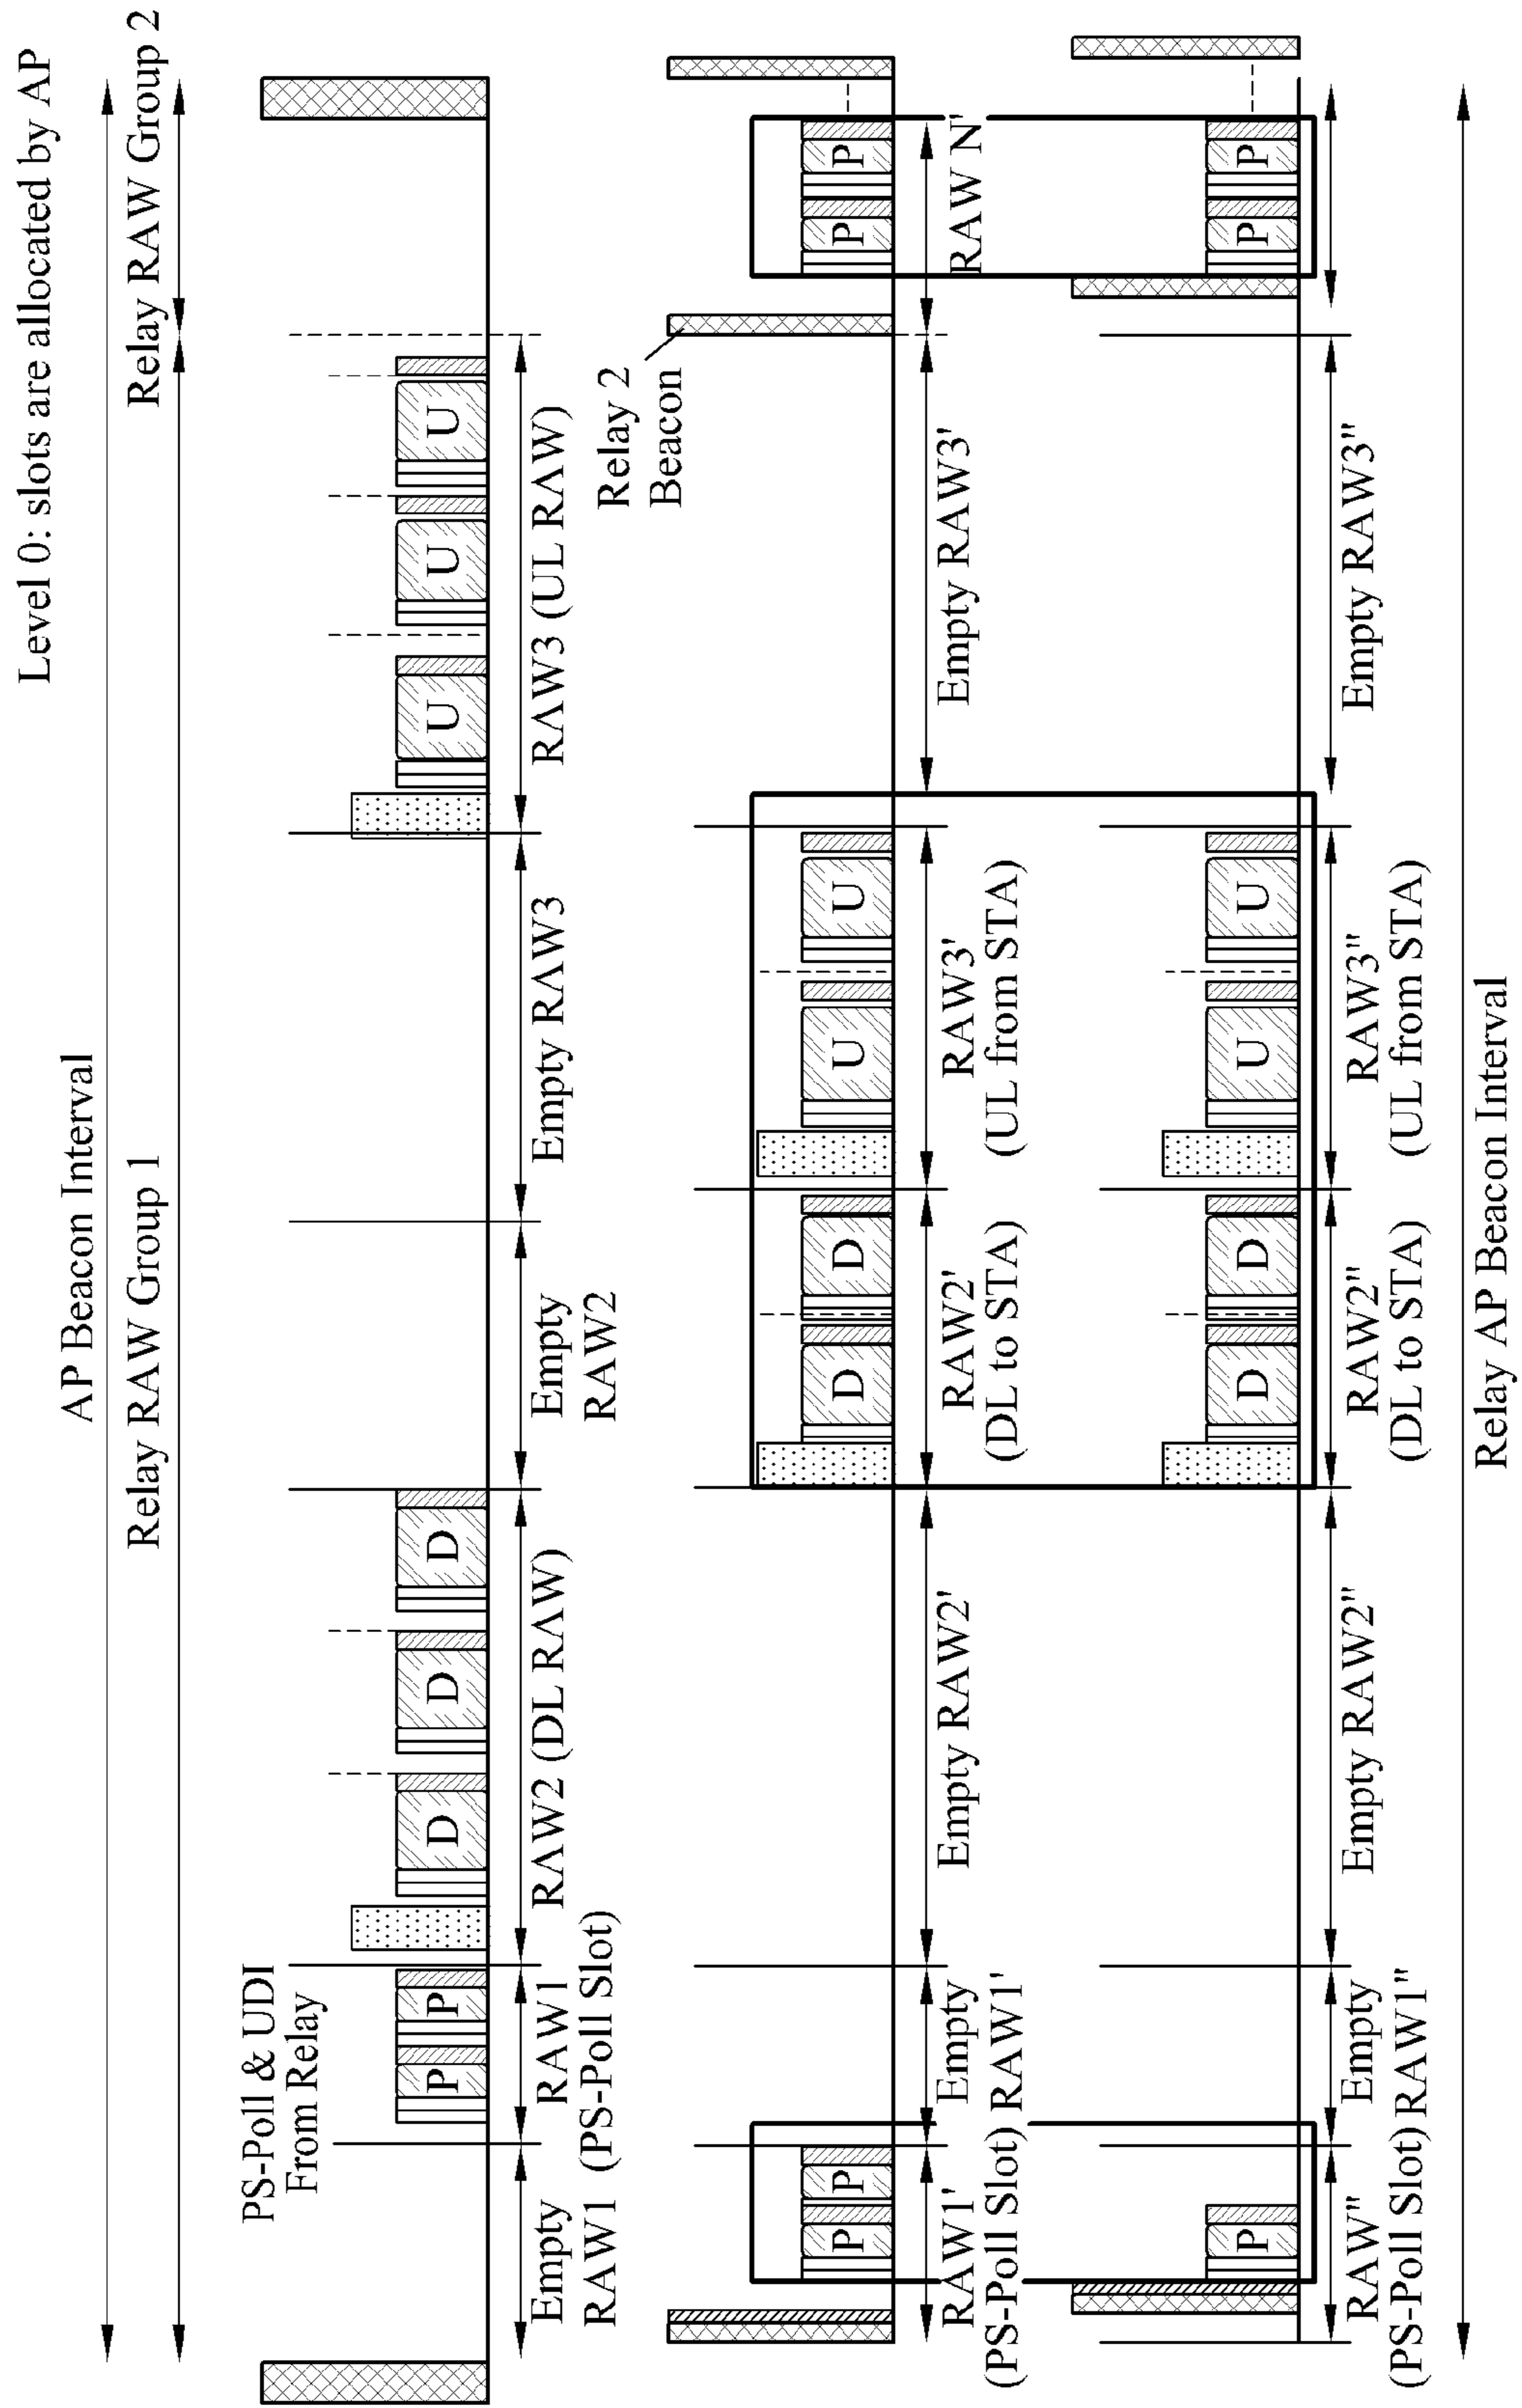 Level 0: slots are allocated by AP
AP Beacon Interval
Relay RAW Group 1
Relay RAW Group 2
PS-Poll & UDI
From Relay
P P D D D U U U
Empty
RAW1
RAW1
(PS-Poll Slot)
RAW2 (DL RAW)
Empty
RAW2
Empty RAW3
RAW3 (UL RAW)
Relay 2
Beacon
P P D D U U P P
RAW1'
(PS-Poll Slot)
Empty
RAW1'
Empty RAW2'
RAW2'
(DL to STA)
RAW3'
(UL from STA)
Empty RAW3'
RAW N'
P D D U U P P
RAW"
(PS-Poll Slot)
Empty
RAW1"
Empty RAW2"
RAW2"
(DL to STA)
RAW3"
(UL from STA)
Empty RAW3"
Relay AP Beacon Interval